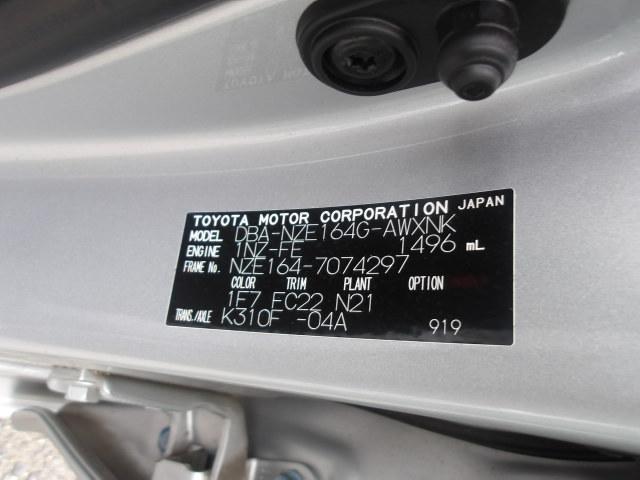 TOYOTA MOTOR CORPORATION JAPAN
MODEL DBA-NZE164G-AWXNK
ENGINE 1NZ-FE 1496 mL
FRAME No. NZE164-7074297
COLOR TRIM PLANT OPTION
1F7 FC22 N21
TRANS./AXLE K310F -04A
919